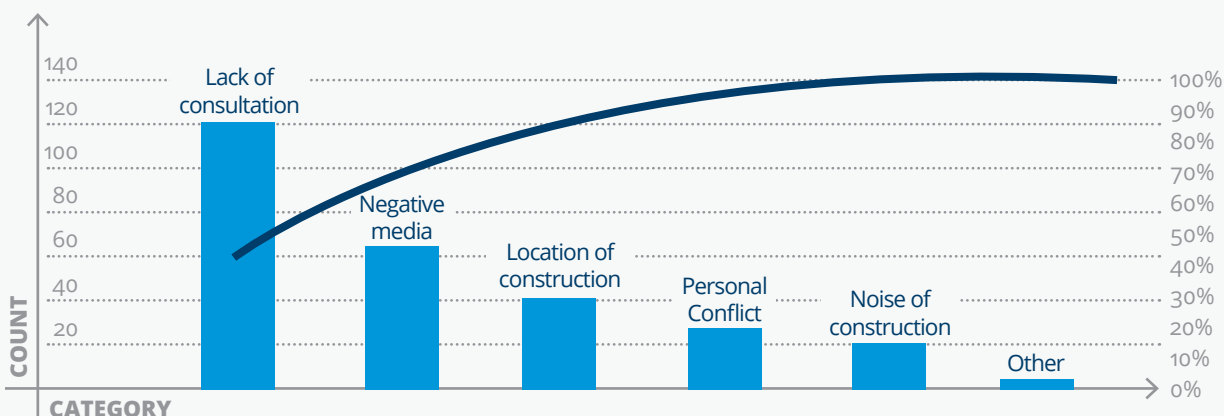 140
120
100
80
60
40
20
COUNT
CATEGORY
Lack of
consultation
Negative
media
Location of
construction
Personal
Conflict
Noise of
construction
Other
100%
90%
80%
70%
60%
50%
40%
30%
20%
10%
0%